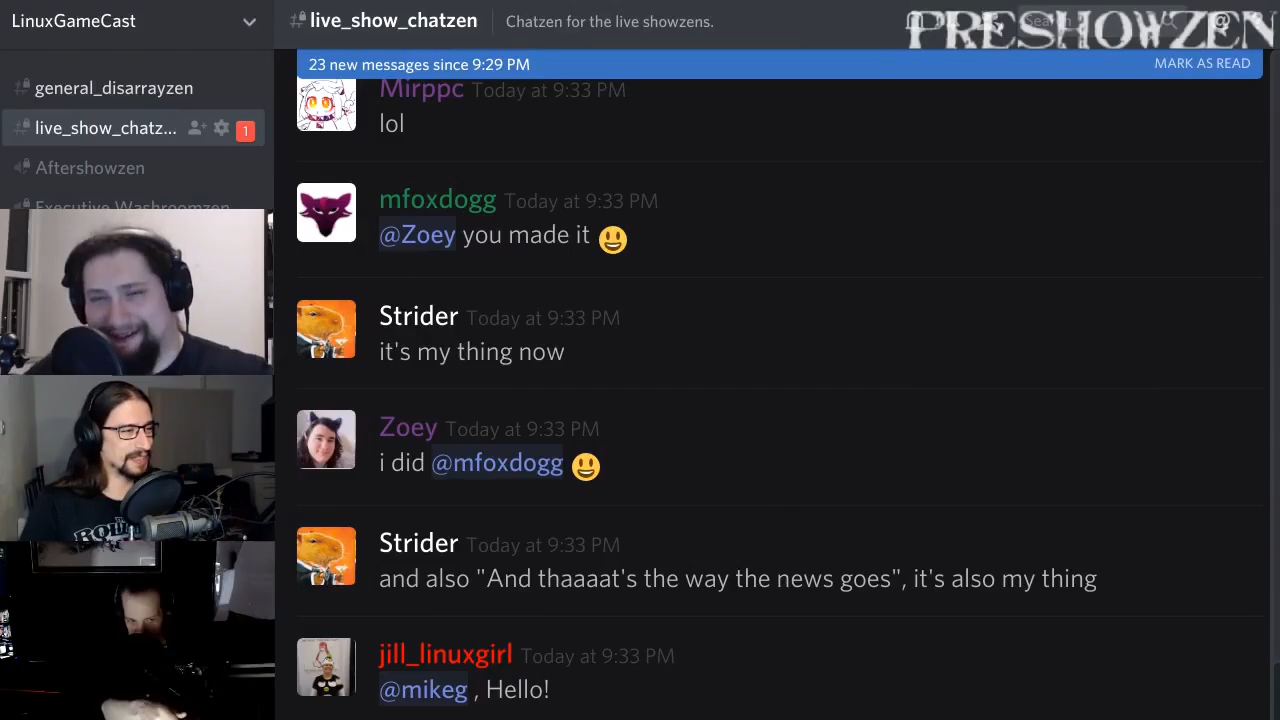 LinuxGameCast
live_show_chatzen
Chatzen for the live showzens.
Search
PRESHOWZEN
23 new messages since 9:29 PM
MARK AS READ
general_disarrayzen
live_show_chatz...
1
Aftershowzen
Executive Washroomzen
Mirppc Today at 9:33 PM
lol
mfoxdogg Today at 9:33 PM
@Zoey you made it
Strider Today at 9:33 PM
it's my thing now
Zoey Today at 9:33 PM
i did @mfoxdogg
Strider Today at 9:33 PM
and also "And thaaaat's the way the news goes", it's also my thing
jill_linuxgirl Today at 9:33 PM
@mikeg , Hello!